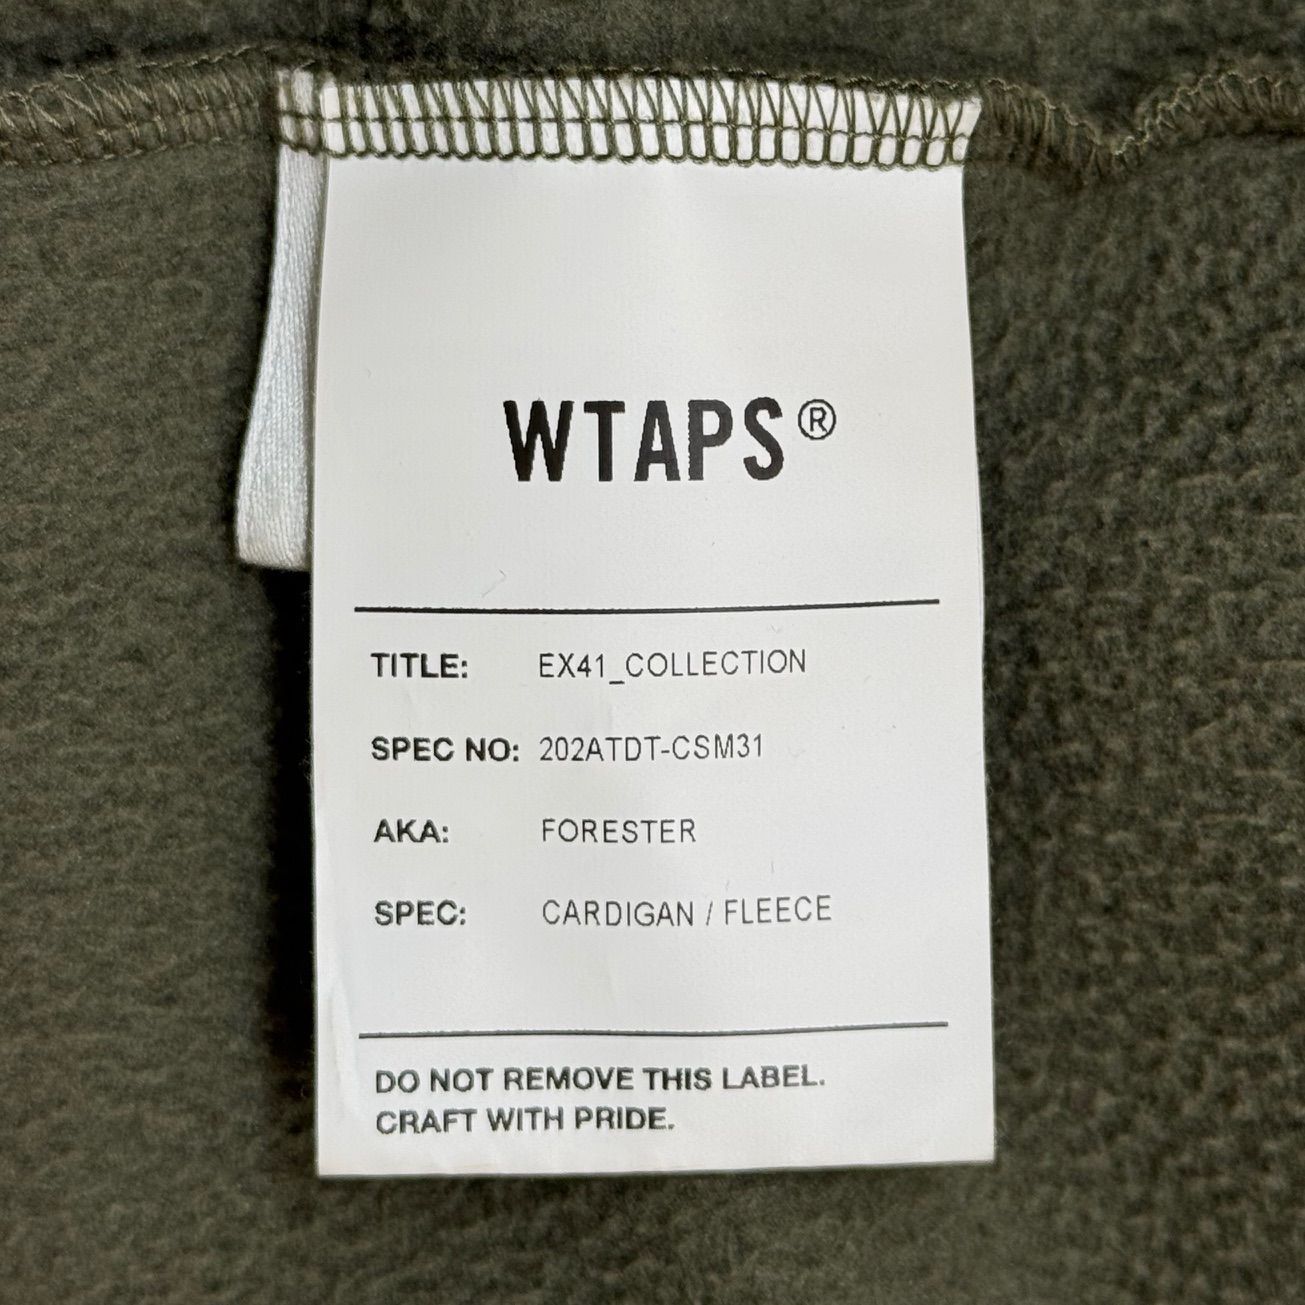 WTAPS®
TITLE: EX41_COLLECTION
SPEC NO: 202ATDT-CSM31
AKA: FORESTER
SPEC: CARDIGAN / FLEECE
DO NOT REMOVE THIS LABEL.
CRAFT WITH PRIDE.